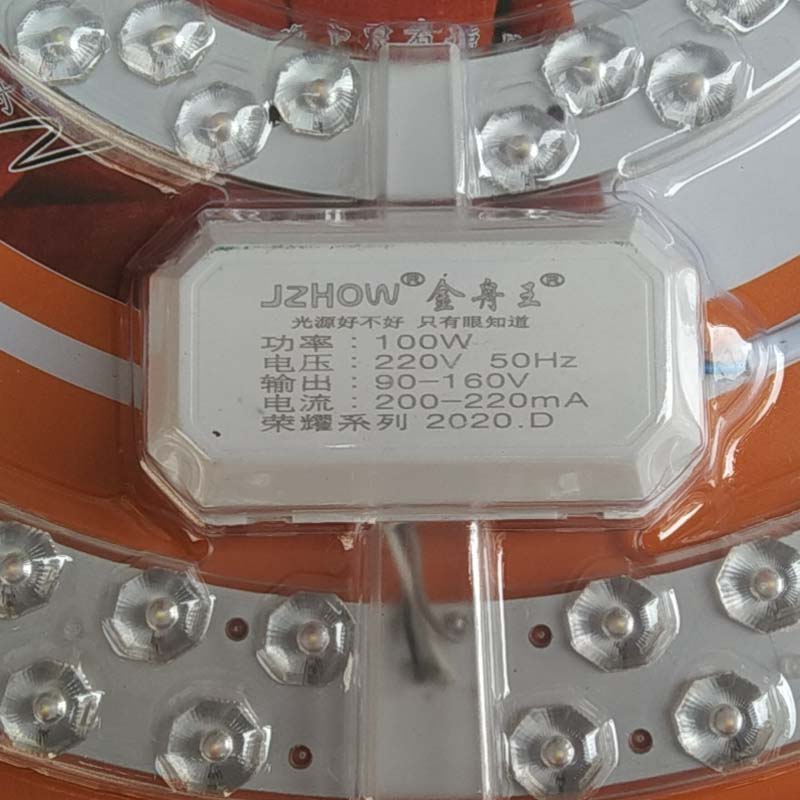 JZHOW® 金舟王®
光源好不好 只有眼知道
功率：100W
电压：220V 50Hz
输出：90-160V
电流：200-220mA
荣耀系列 2020.D